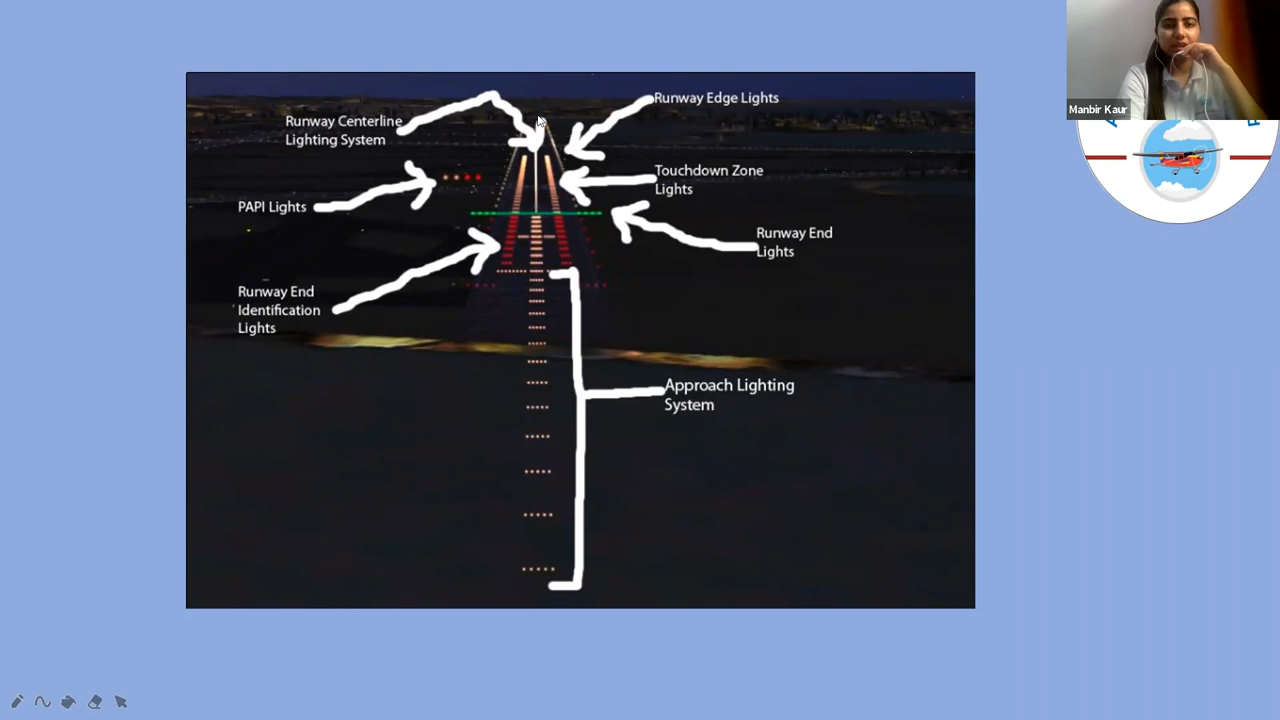 Manbir Kaur
Runway Edge Lights
Runway Centerline
Lighting System
Touchdown Zone
Lights
PAPI Lights
Runway End
Lights
Runway End
Identification
Lights
Approach Lighting
System